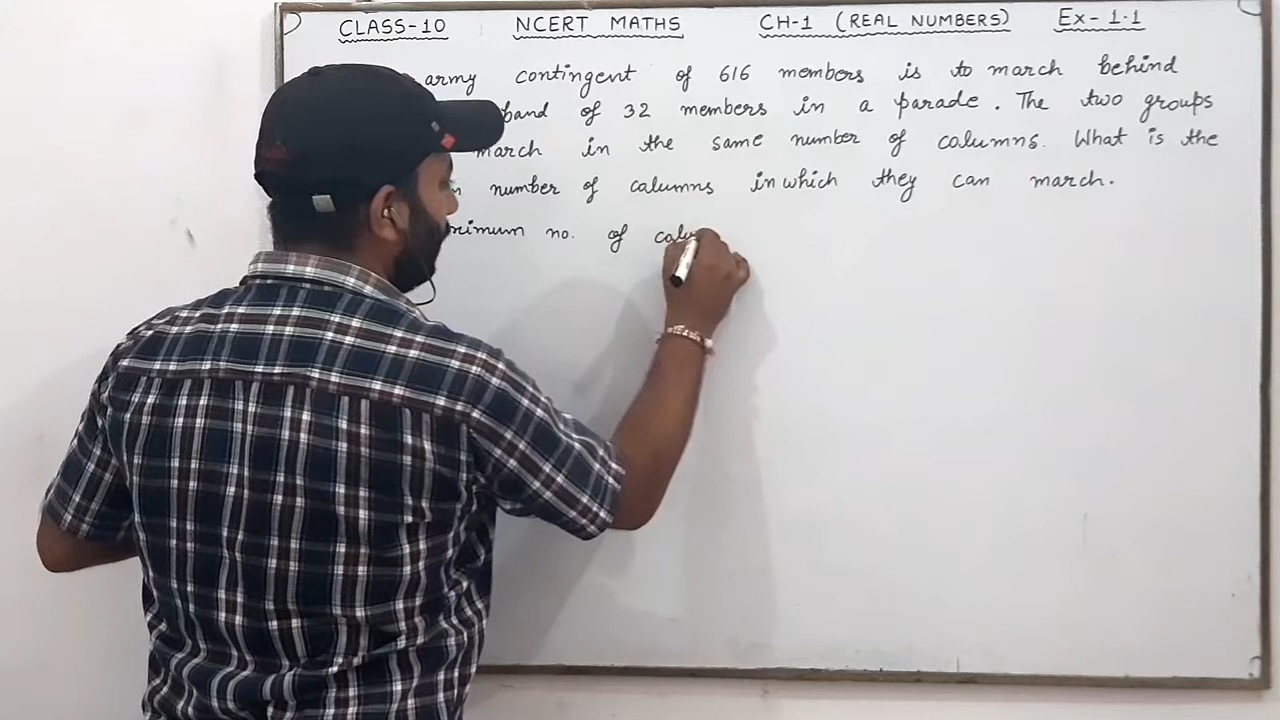 CLASS-10 NCERT MATHS CH-1 (REAL NUMBERS) Ex- 1.1
army contingent of 616 members is to march behind
band of 32 members in a parade. The two groups
march in the same number of columns. What is the
number of calumns in which they can march.
no. of calu